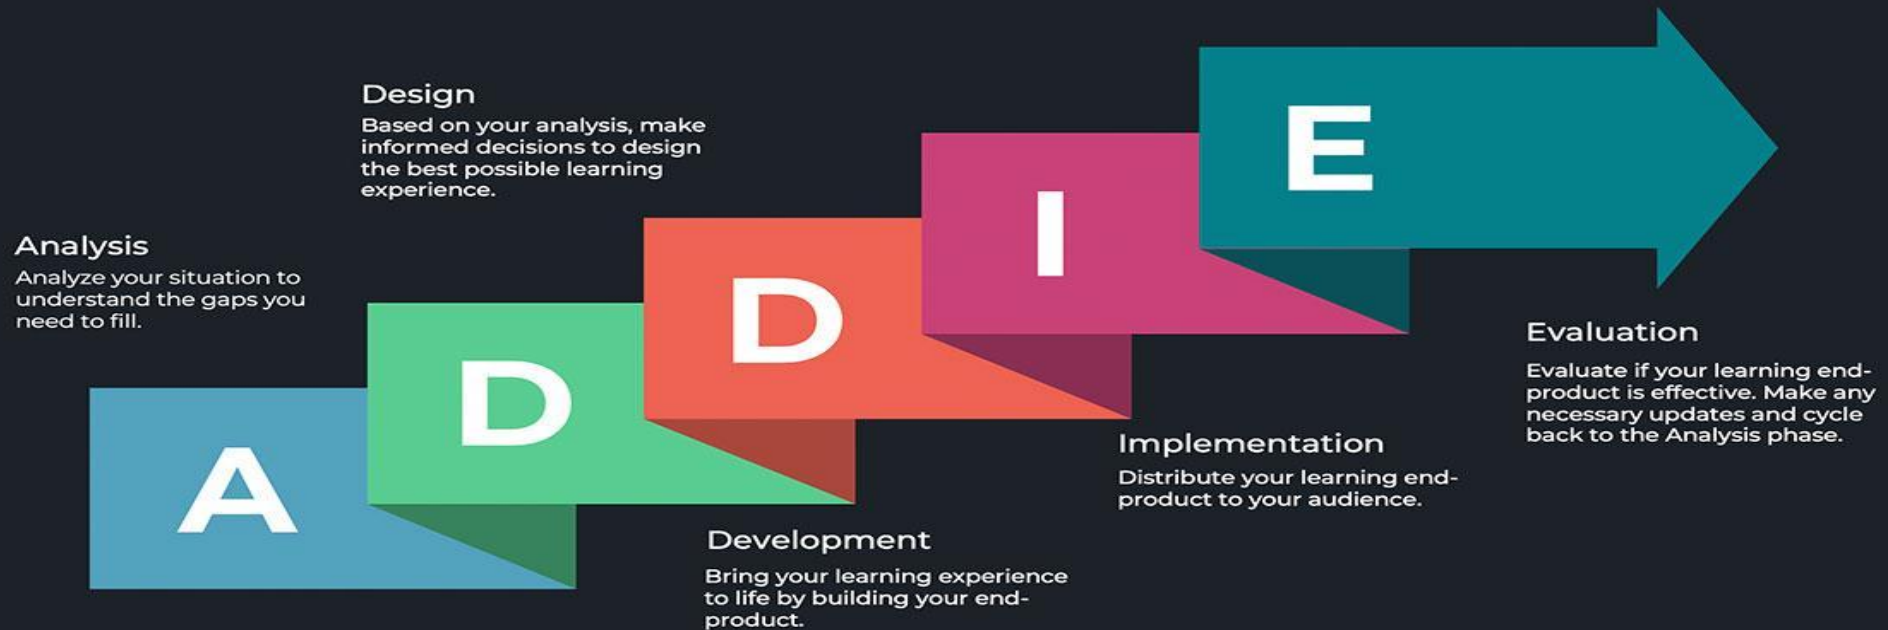 Analysis
Analyze your situation to
understand the gaps you
need to fill.
A
Design
Based on your analysis, make
informed decisions to design
the best possible learning
experience.
D
D
Development
Bring your learning experience
to life by building your end-
product.
I
Implementation
Distribute your learning end-
product to your audience.
E
Evaluation
Evaluate if your learning end-
product is effective. Make any
necessary updates and cycle
back to the Analysis phase.